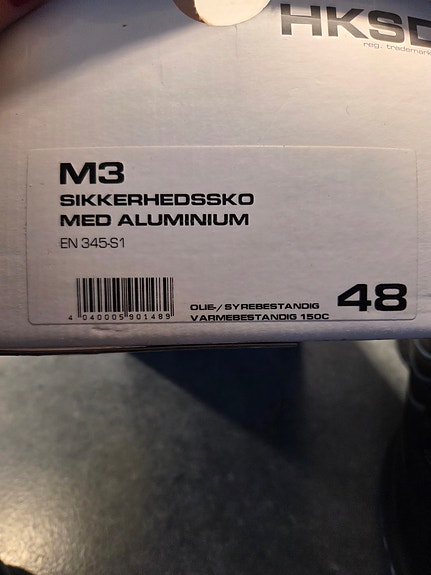 HKSD
reg. trademark
M3
SIKKERHEDSSKO
MED ALUMINIUM
EN 345-S1
4 040005 901489
OLIE-/ SYREBESTANDIG
VARMEBESTANDIG 150C
48